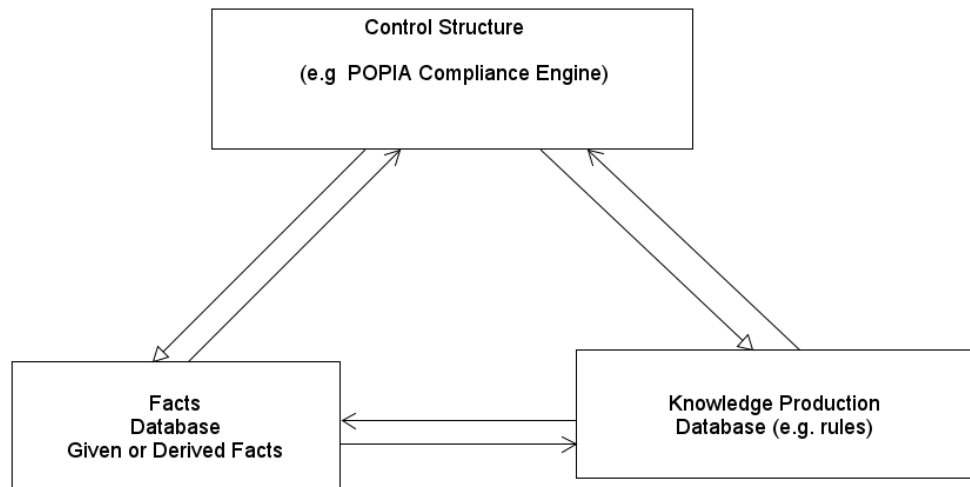 Control Structure
(e.g POPIA Compliance Engine)
Facts
Database
Given or Derived Facts
Knowledge Production
Database (e.g. rules)